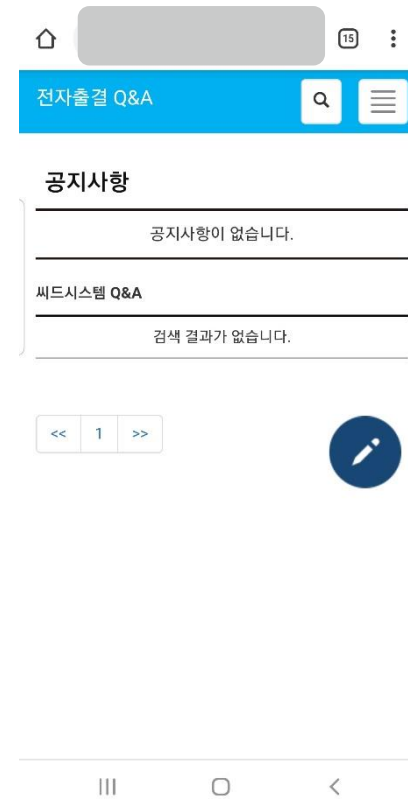 15
전자출결 Q&A
공지사항
공지사항이 없습니다.
씨드시스템 Q&A
검색 결과가 없습니다.
<< 1 >>